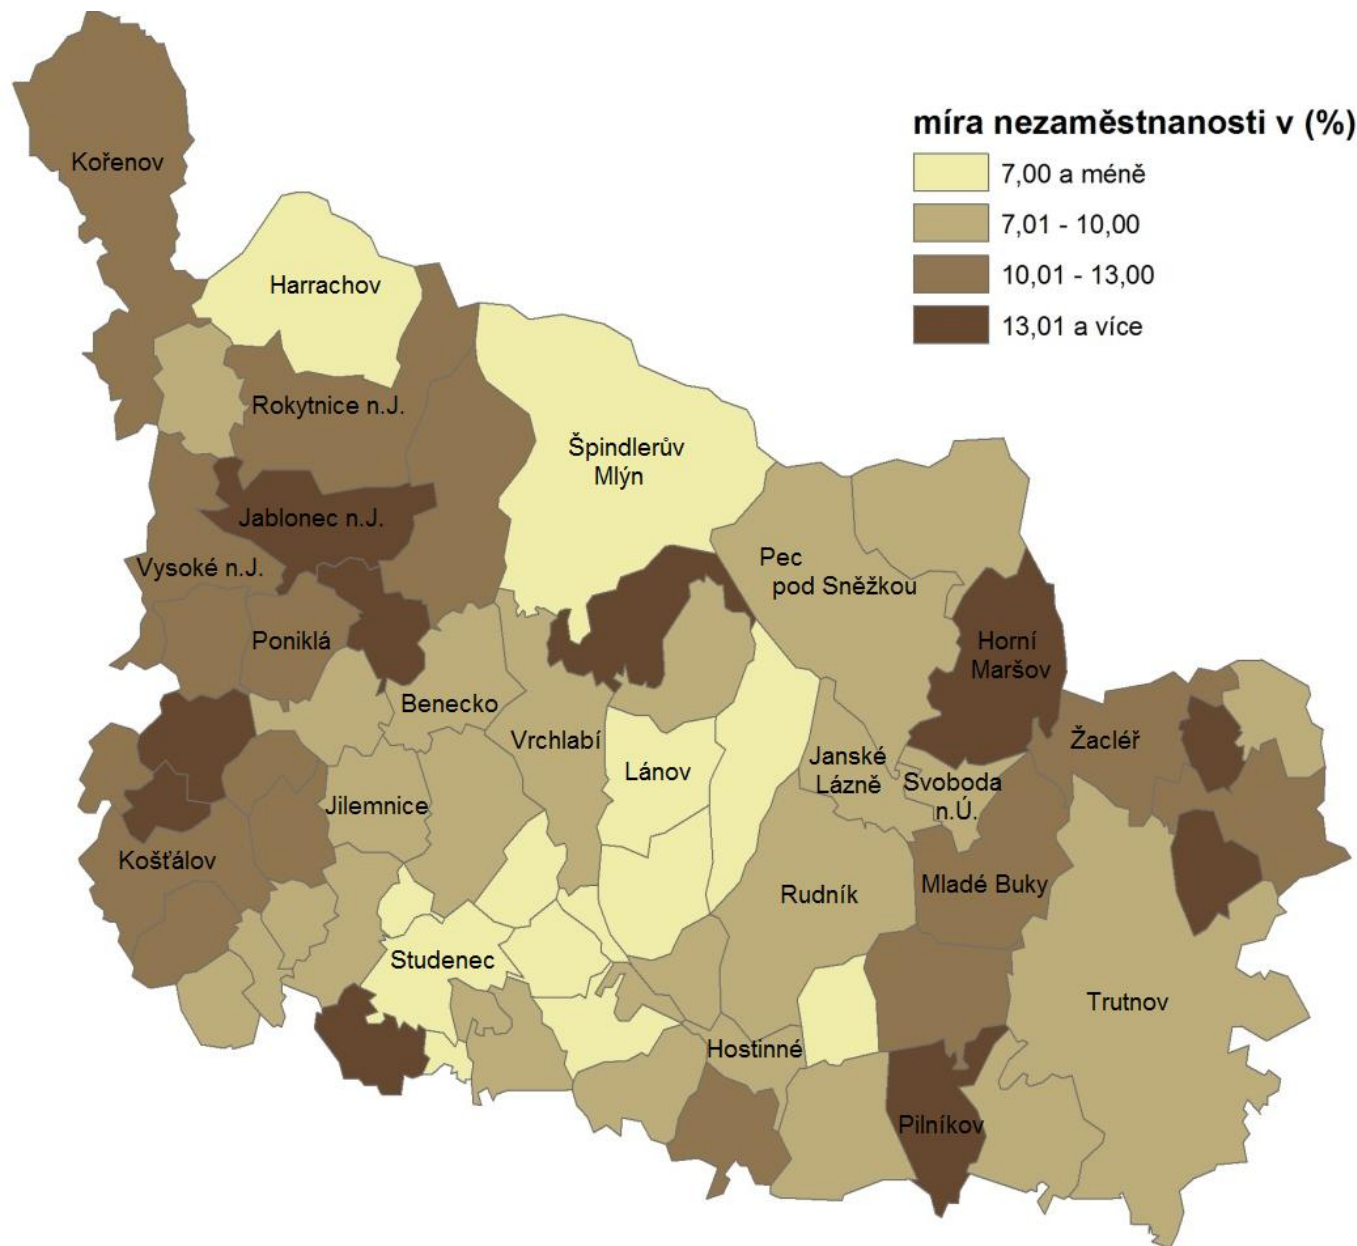 míra nezaměstnanosti v (%)
7,00 a méně
7,01 - 10,00
10,01 - 13,00
13,01 a více
Kořenov
Harrachov
Rokytnice n.J.
Špindlerův
Mlýn
Jablonec n.J.
Vysoké n.J.
Pec
pod Sněžkou
Poniklá
Horní
Maršov
Benecko
Vrchlabí
Žacléř
Lánov
Janské
Lázně
Svoboda
n.Ú.
Jilemnice
Košťálov
Rudník
Mladé Buky
Studenec
Trutnov
Hostinné
Pilníkov